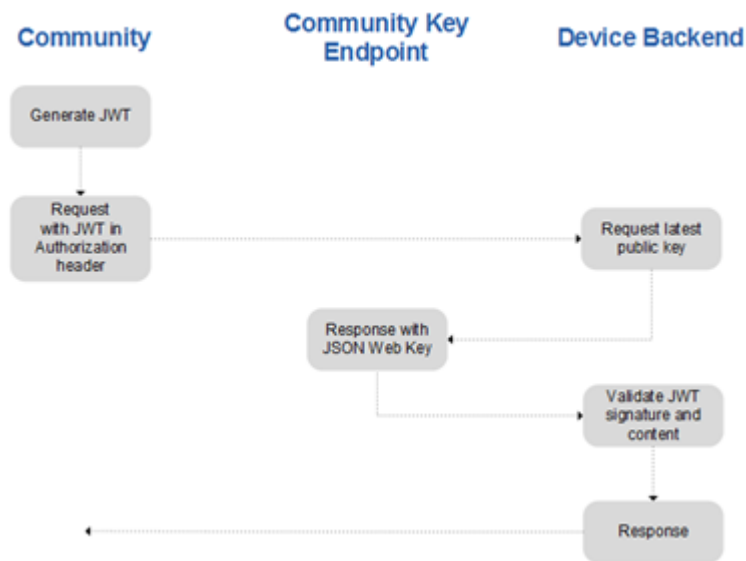 Community
Community Key
Endpoint
Device Backend
Generate JWT
Request
with JWT in
Authorization
header
Request latest
public key
Response with
JSON Web Key
Validate JWT
signature and
content
Response